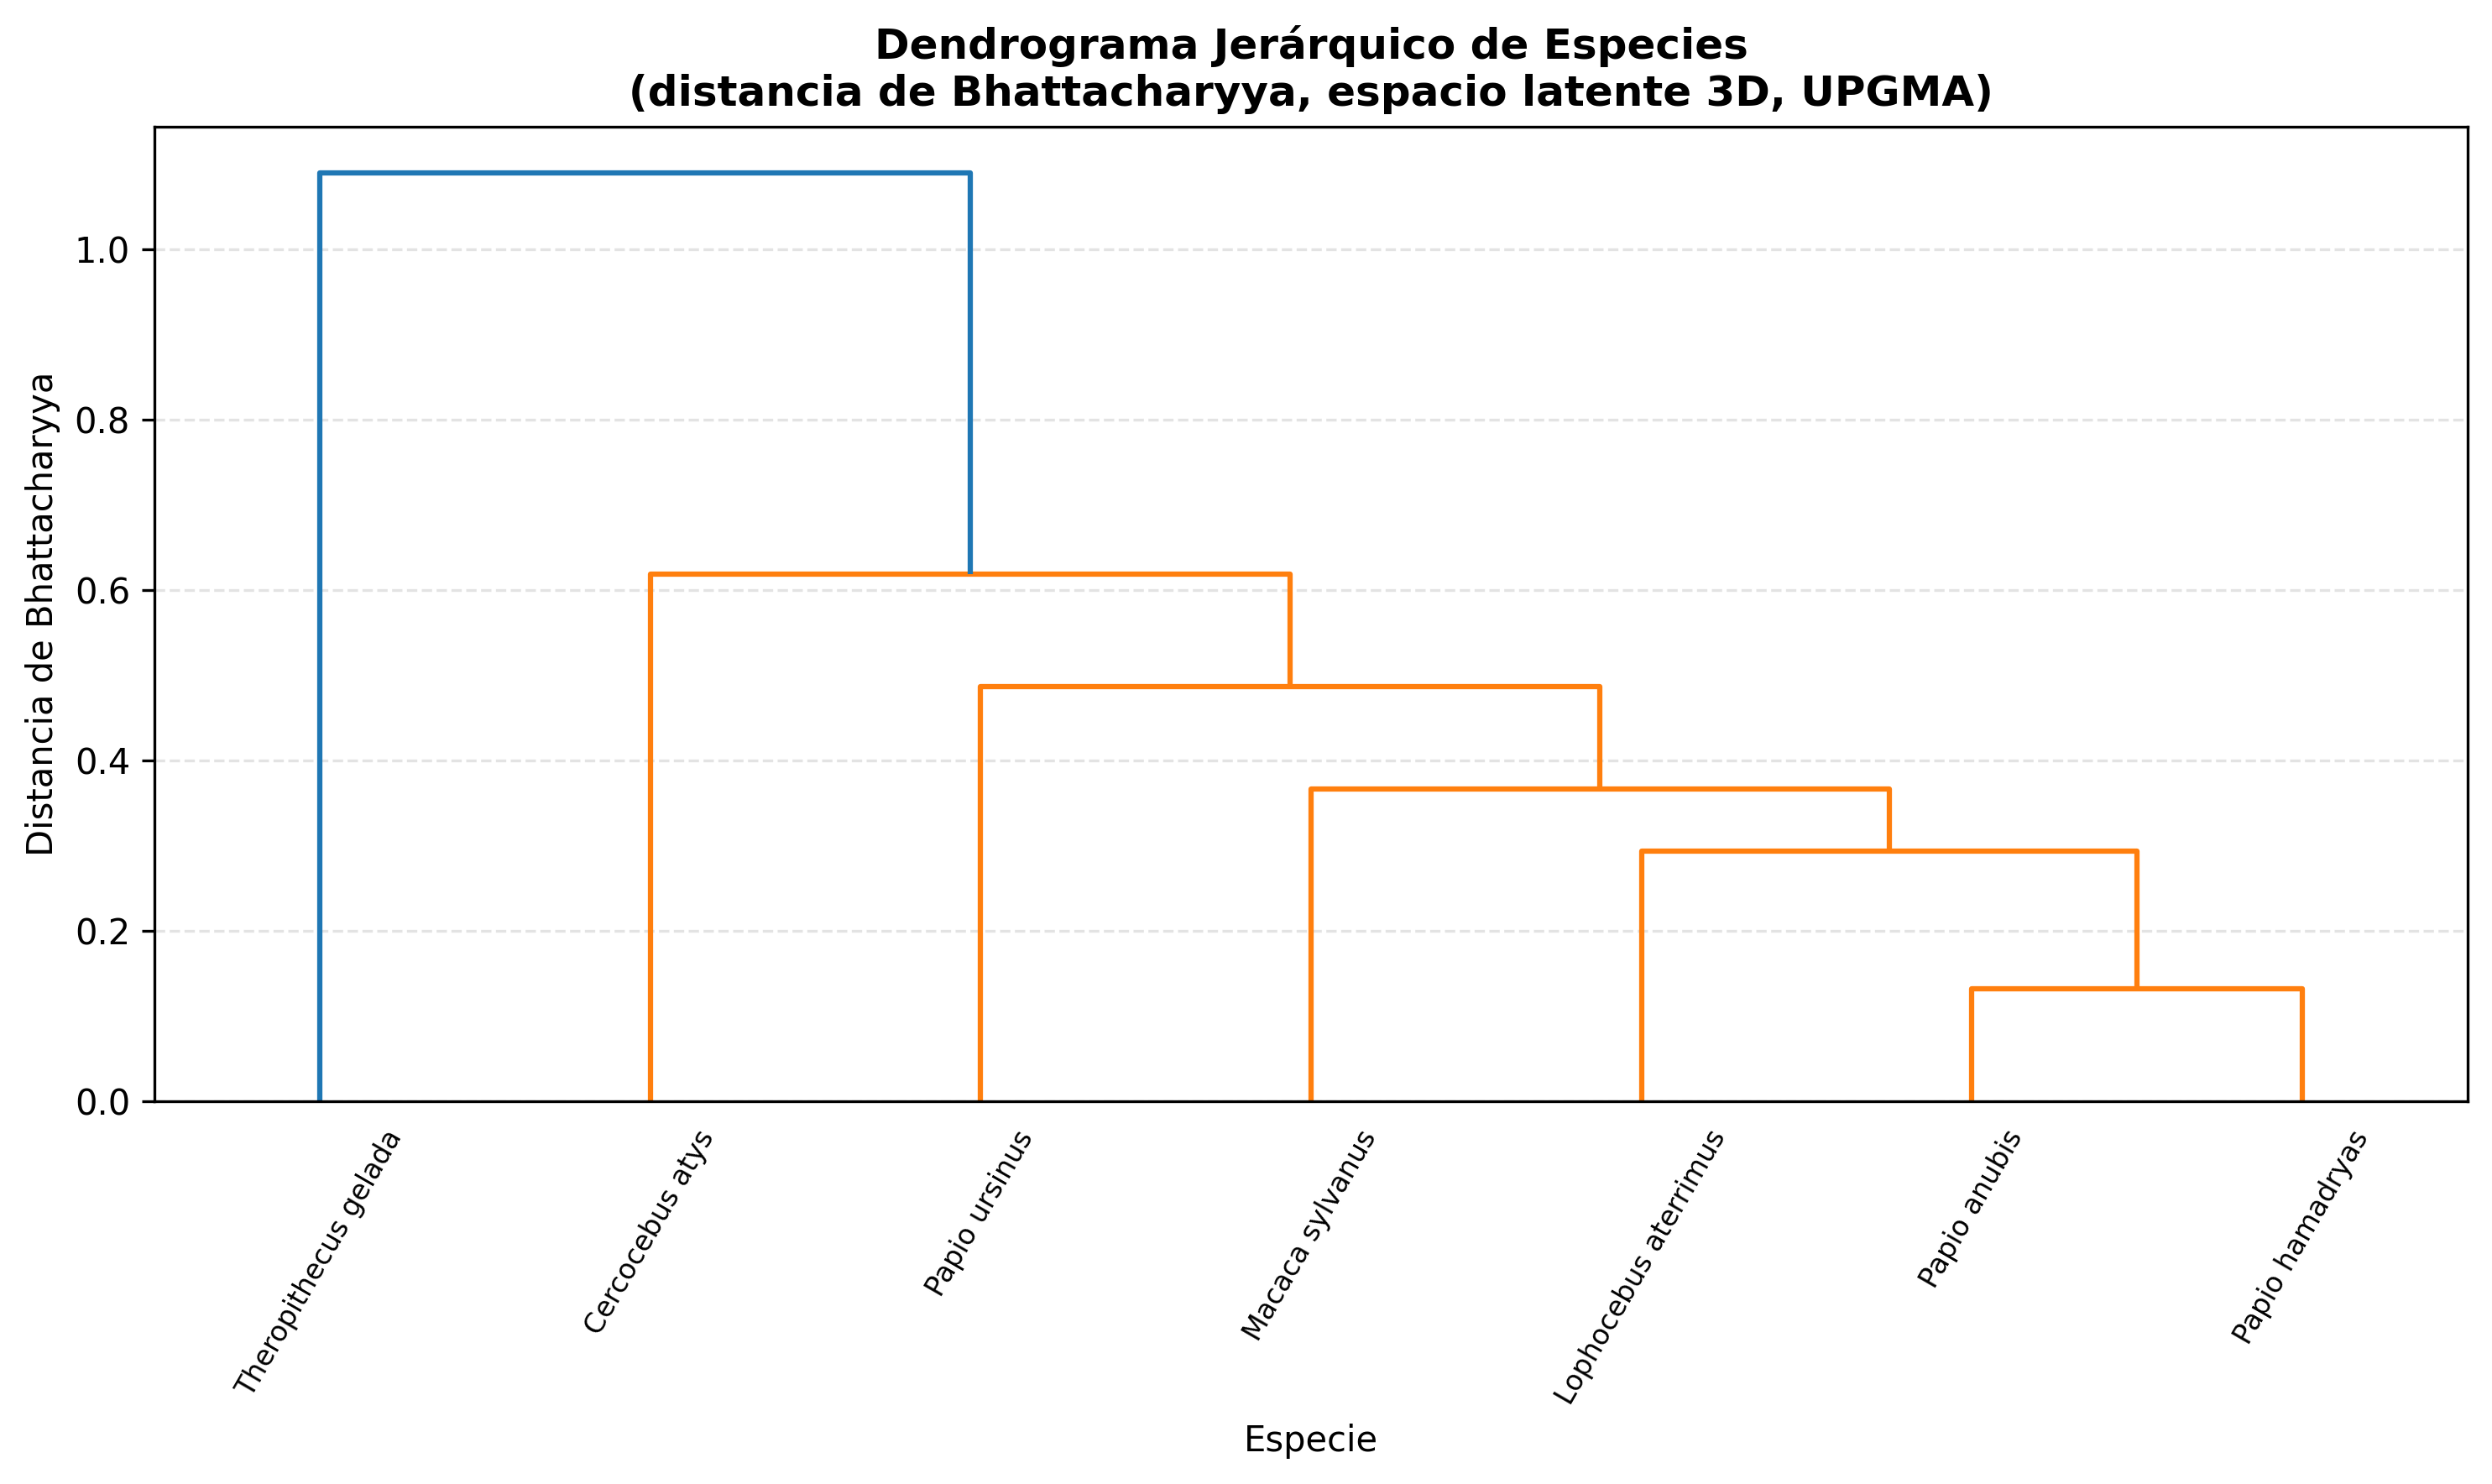 Dendrograma Jerárquico de Especies
(distancia de Bhattacharyya, espacio latente 3D, UPGMA)
Distancia de Bhattacharyya
1.0
0.8
0.6
0.4
0.2
0.0
Theropithecus gelada
Cercocebus atys
Papio ursinus
Macaca sylvanus
Lophocebus aterrimus
Papio anubis
Papio hamadryas
Especie